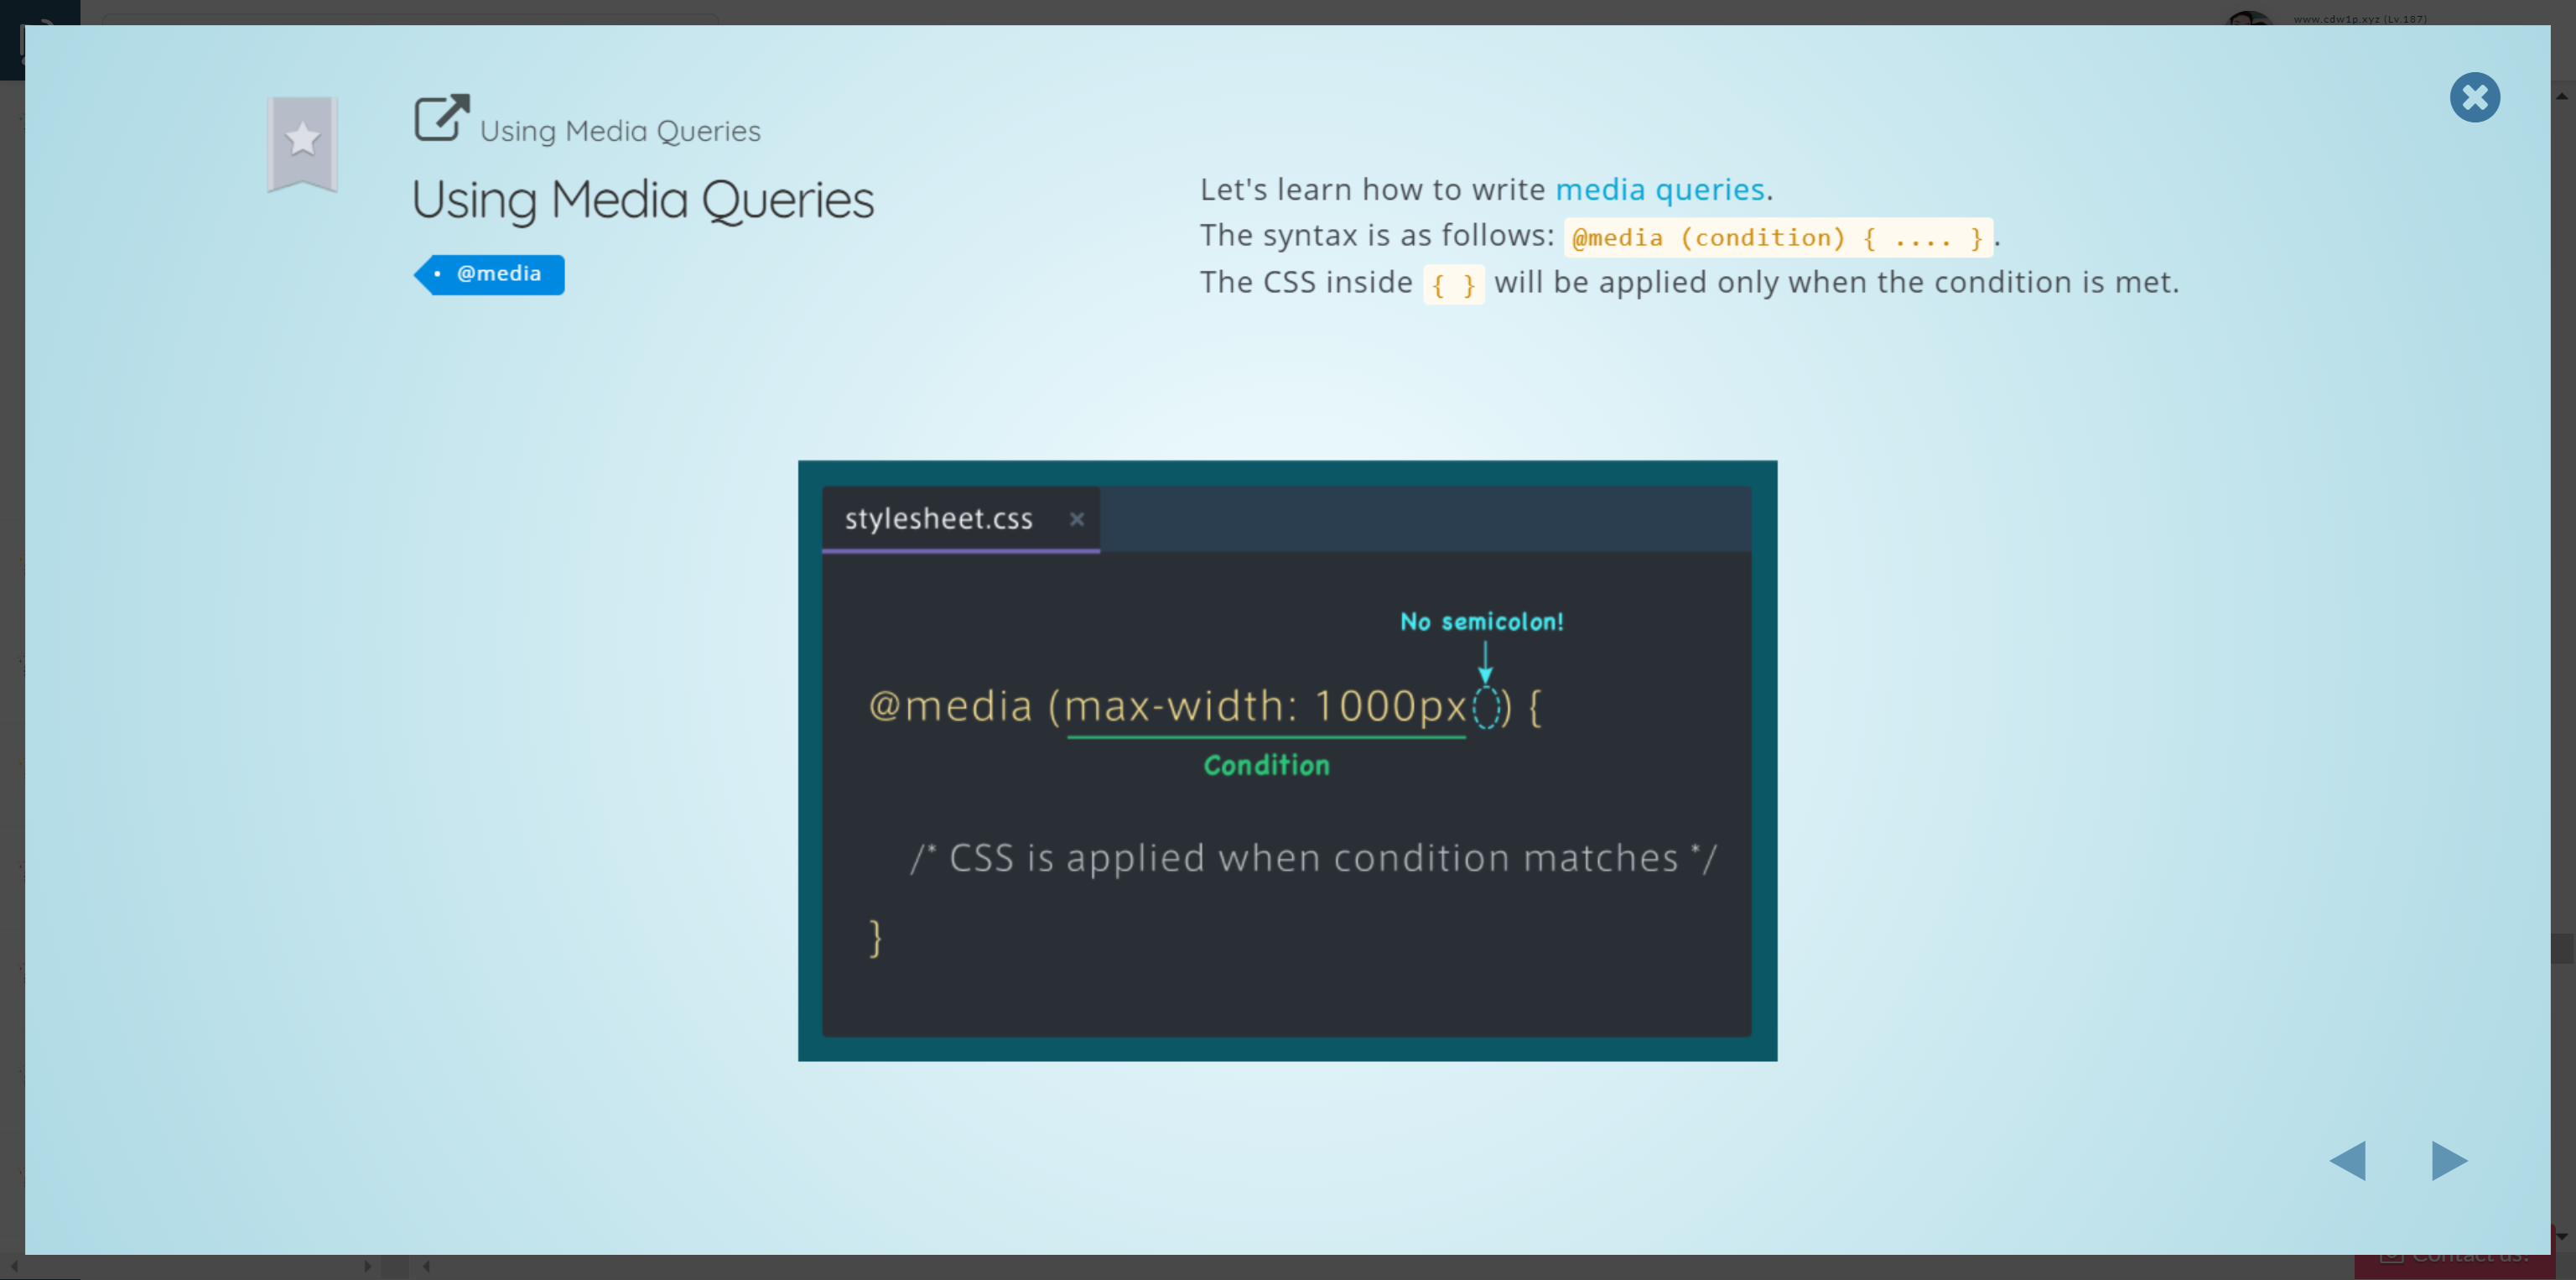 www.cdw1p.xyz (Lv.187)
Using Media Queries
Using Media Queries
@media
Let's learn how to write media queries.
The syntax is as follows: @media (condition) { .... }.
The CSS inside { } will be applied only when the condition is met.
stylesheet.css ×
No semicolon!
@media (max-width: 1000px) {
Condition
/* CSS is applied when condition matches */
}
Contact us!